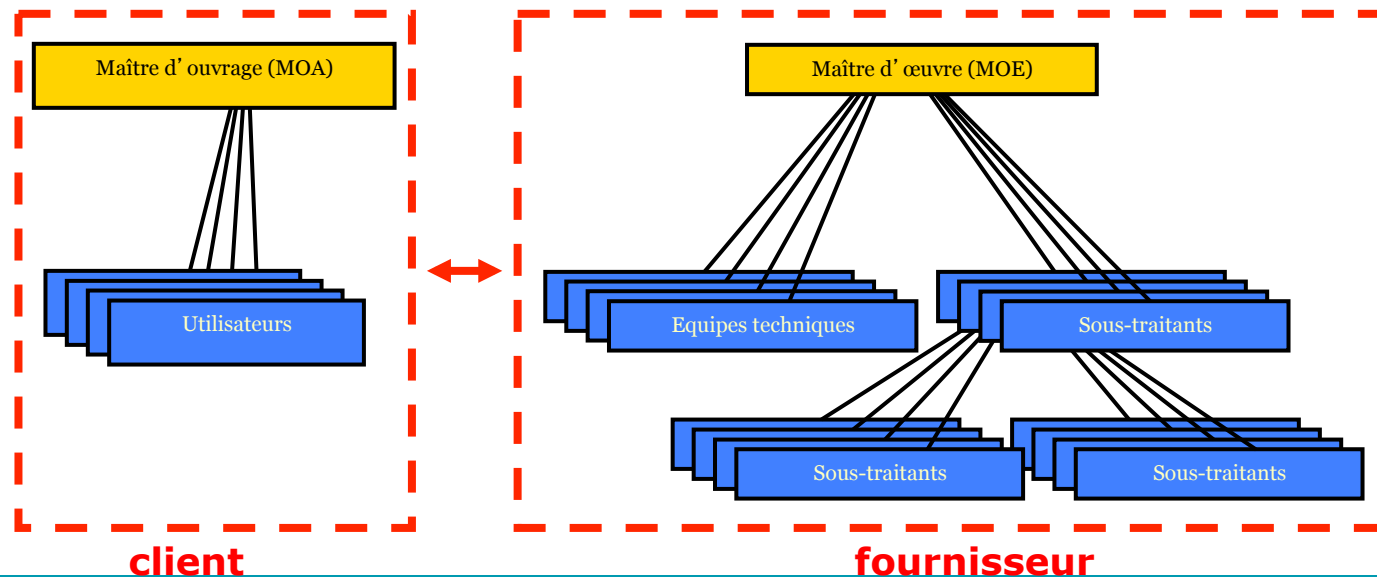 Maître d’ ouvrage (MOA)
Maître d’ œuvre (MOE)
Utilisateurs
Equipes techniques
Sous-traitants
Sous-traitants
Sous-traitants
client
fournisseur